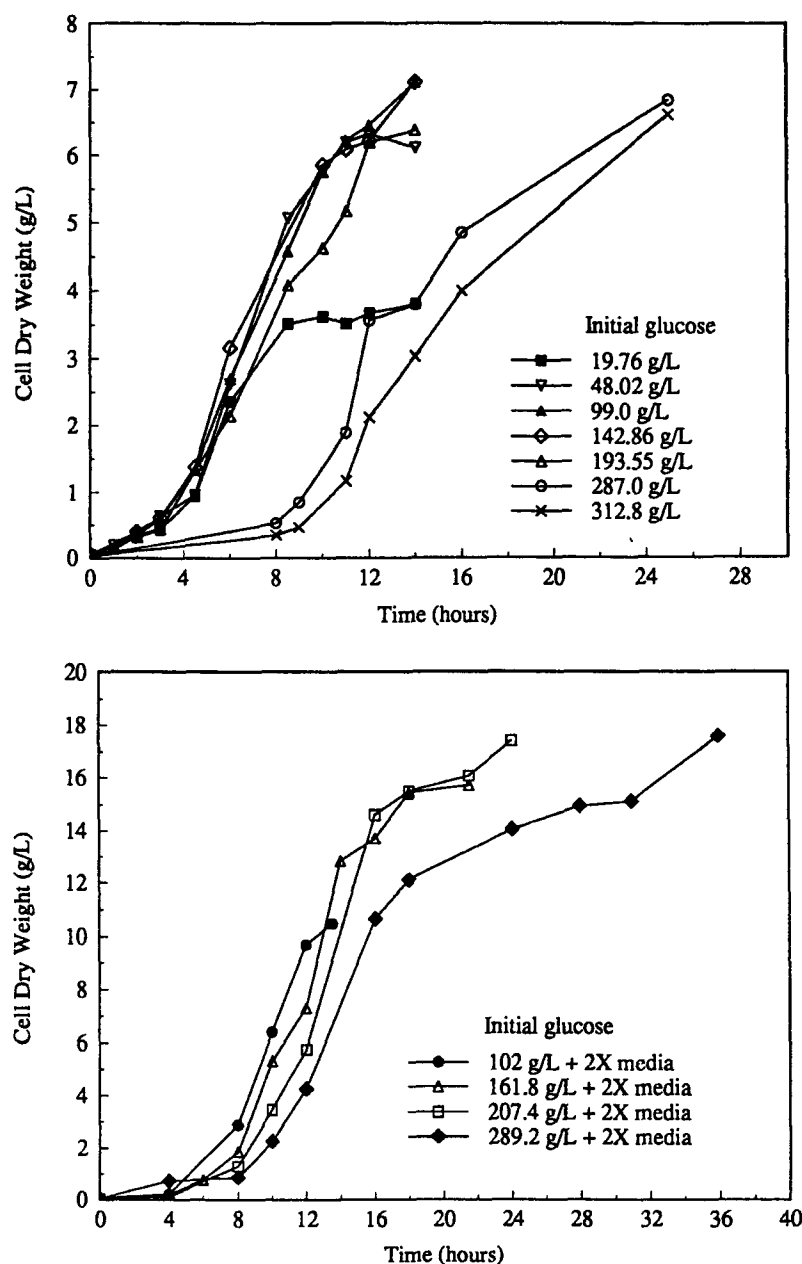 8
7
6
5
4
3
2
1
0
Cell Dry Weight (g/L)
Initial glucose
19.76 g/L
48.02 g/L
99.0 g/L
142.86 g/L
193.55 g/L
287.0 g/L
312.8 g/L
0 4 8 12 16 20 24 28
Time (hours)
20
18
16
14
12
10
8
6
4
2
0
Cell Dry Weight (g/L)
Initial glucose
102 g/L + 2X media
161.8 g/L + 2X media
207.4 g/L + 2X media
289.2 g/L + 2X media
0 4 8 12 16 20 24 28 32 36 40
Time (hours)